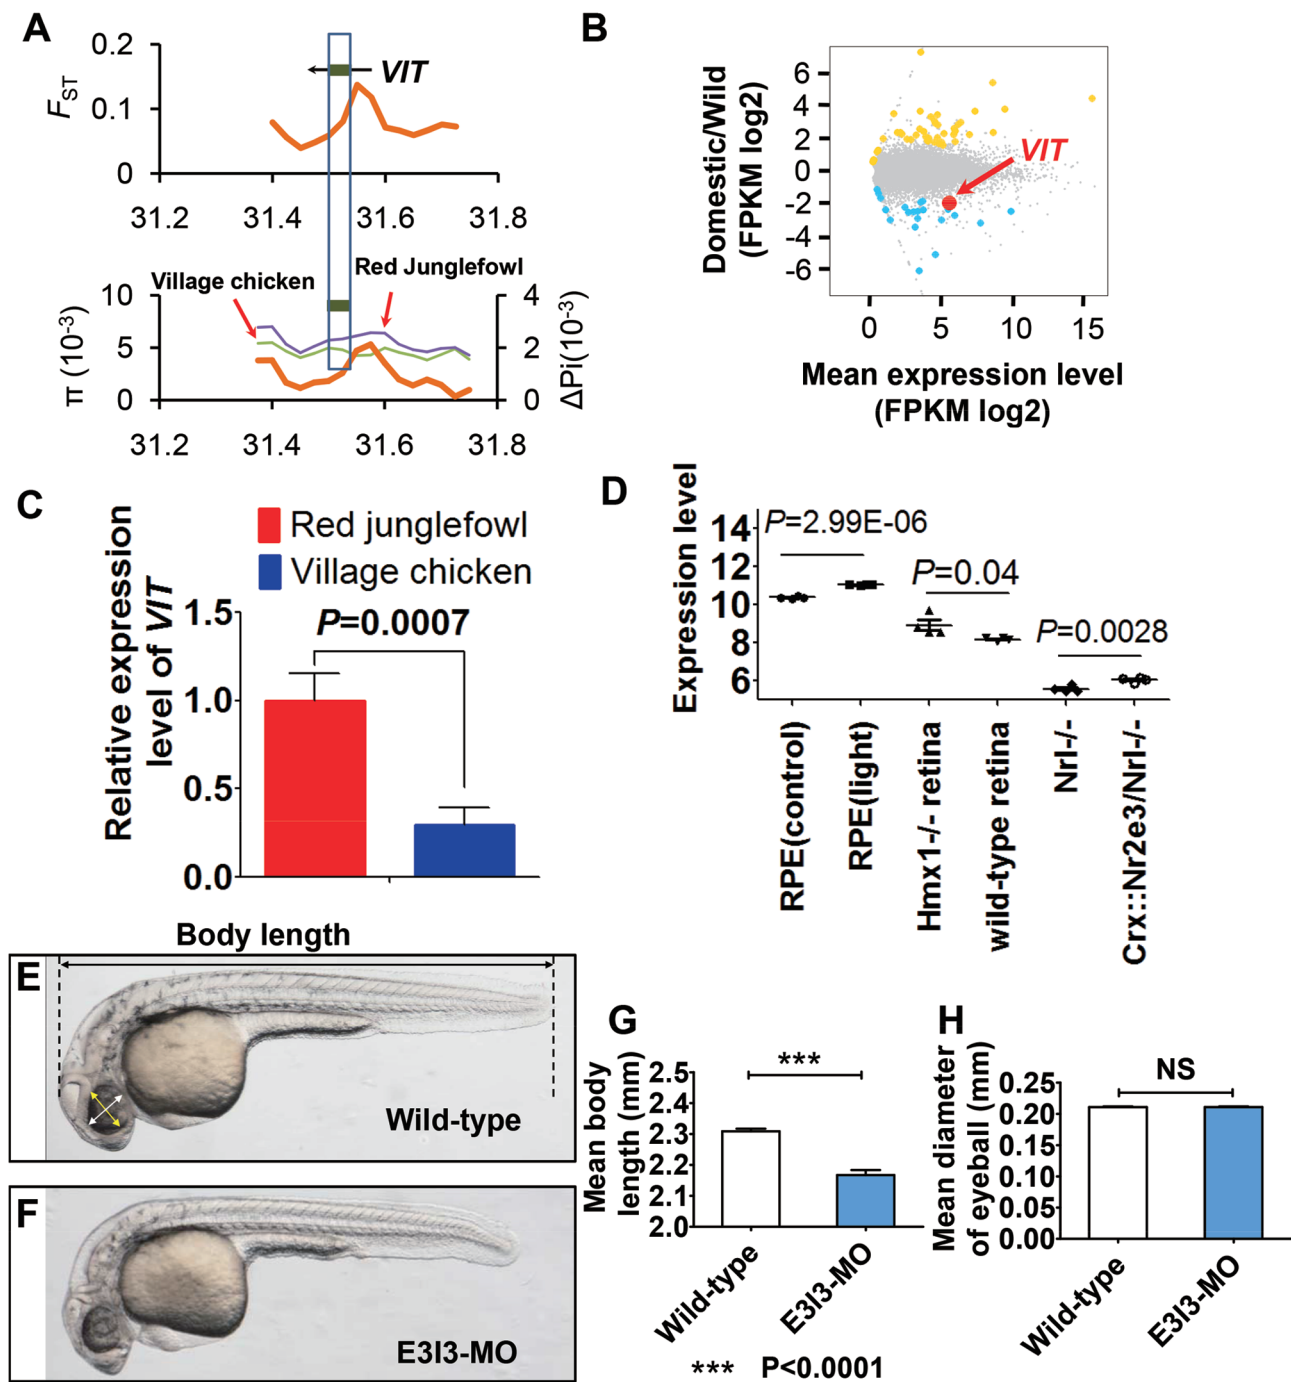 A
0.2
0.1
0
F_ST
VIT
31.2 31.4 31.6 31.8
Village chicken
Red Junglefowl
10
5
0
π (10⁻³)
4
2
0
ΔPi(10⁻³)
31.2 31.4 31.6 31.8
B
Domestic/Wild
(FPKM log2)
6
4
2
0
-2
-4
-6
VIT
0 5 10 15
Mean expression level
(FPKM log2)
C
Red junglefowl
Village chicken
Relative expression
level of VIT
1.5
1.0
0.5
0.0
P=0.0007
D
Expression level
14
12
10
8
6
P=2.99E-06
P=0.04
P=0.0028
RPE(control)
RPE(light)
Hmx1-/- retina
wild-type retina
Nrl-/-
Crx::Nr2e3/Nrl-/-
Body length
E
Wild-type
F
E3I3-MO
G
Mean body
length (mm)
2.5
2.4
2.3
2.2
2.1
2.0
***
Wild-type
E3I3-MO
*** P<0.0001
H
Mean diameter
of eyeball (mm)
0.25
0.20
0.15
0.10
0.05
0.00
NS
Wild-type
E3I3-MO